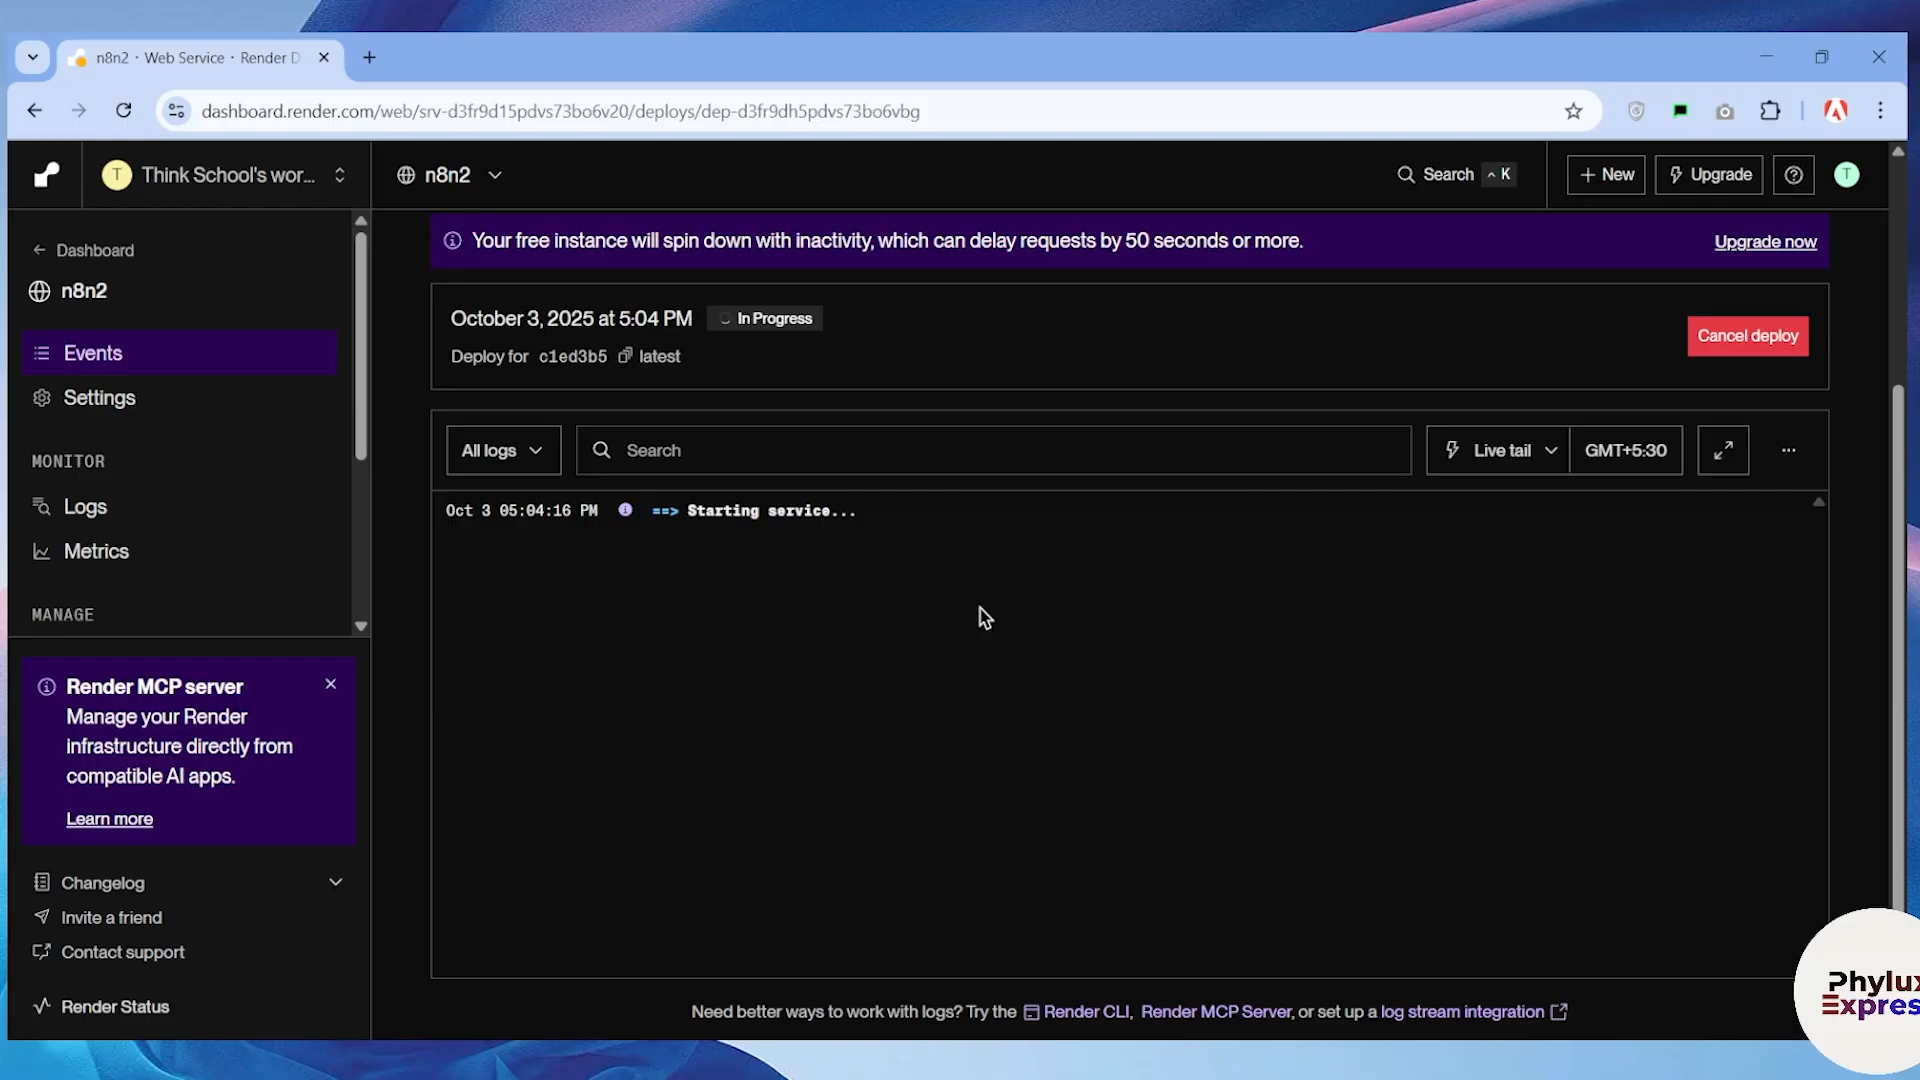 n8n2 · Web Service · Render D
dashboard.render.com/web/srv-d3fr9d15pdvs73bo6v20/deploys/dep-d3fr9dh5pdvs73bo6vbg
T Think School's wor...
n8n2
Search ^ K
+ New
Upgrade
T
Your free instance will spin down with inactivity, which can delay requests by 50 seconds or more.
Upgrade now
Dashboard
n8n2
Events
Settings
MONITOR
Logs
Metrics
MANAGE
October 3, 2025 at 5:04 PM In Progress
Deploy for c1ed3b5 latest
Cancel deploy
All logs
Search
Live tail
GMT+5:30
Oct 3 05:04:16 PM ==> Starting service...
Render MCP server
Manage your Render
infrastructure directly from
compatible AI apps.
Learn more
Changelog
Invite a friend
Contact support
Render Status
Need better ways to work with logs? Try the Render CLI, Render MCP Server, or set up a log stream integration
Phylux
Expres